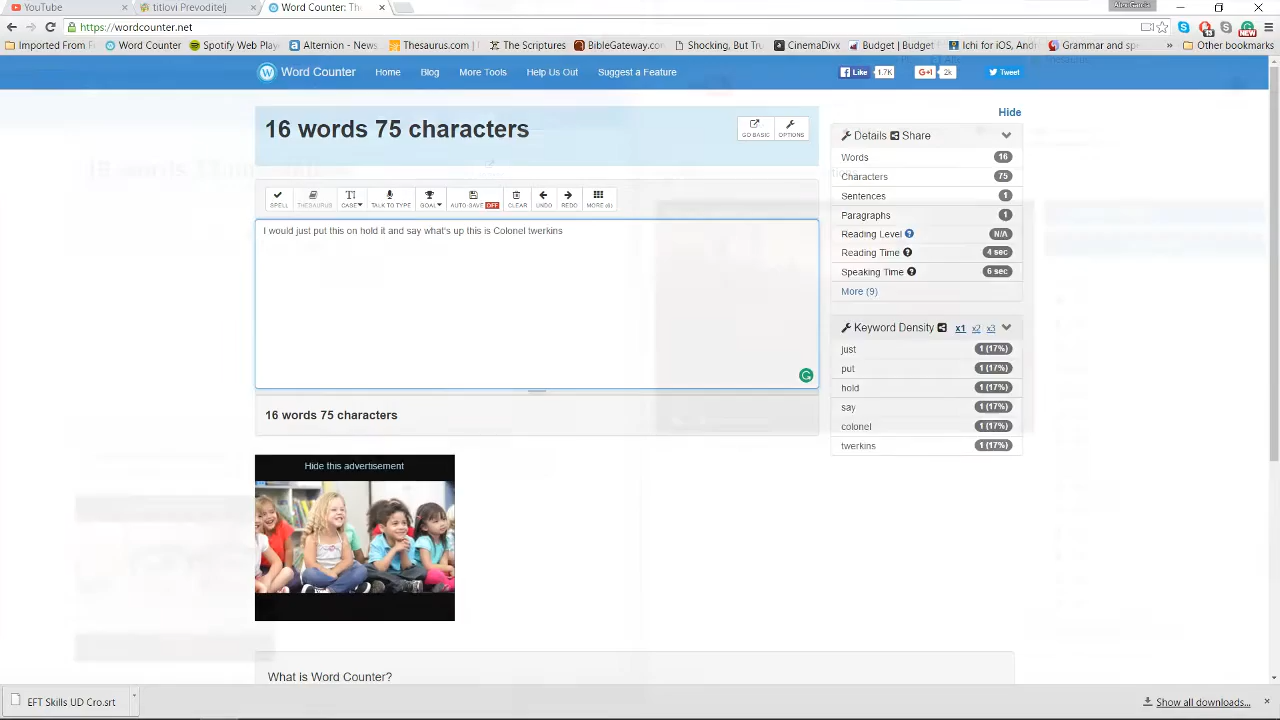 YouTube
titlovi Prevoditelj
Word Counter: Th
Alex Garcia
https://wordcounter.net
Imported From
Word Counter
Spotify Web Play
Alternion - News,
Thesaurus.com
The Scriptures
BibleGateway.co
Shocking, But Tru
CinemaDivx
Budget | Budget
Ichi for iOS, And
Grammar and sp
»
Other bookmarks
Word Counter
Home
Blog
More Tools
Help Us Out
Suggest a Feature
Like
1.7K
G+1
2k
Tweet
16 words 75 characters
GO BASIC
OPTIONS
Hide
Details
Share
Words 16
Characters 75
Sentences 1
Paragraphs 1
Reading Level N/A
Reading Time 4 sec
Speaking Time 6 sec
More (9)
SPELL
THESAURUS
CASE
TALK TO TYPE
GOAL
AUTO-SAVE OFF
CLEAR
UNDO
REDO
MORE (6)
I would just put this on hold it and say what's up this is Colonel twerkins
Keyword Density x1 x2 x3
just 1 (17%)
put 1 (17%)
hold 1 (17%)
say 1 (17%)
colonel 1 (17%)
twerkins 1 (17%)
16 words 75 characters
Hide this advertisement
What is Word Counter?
EFT Skills UD Cro.srt
Show all downloads...